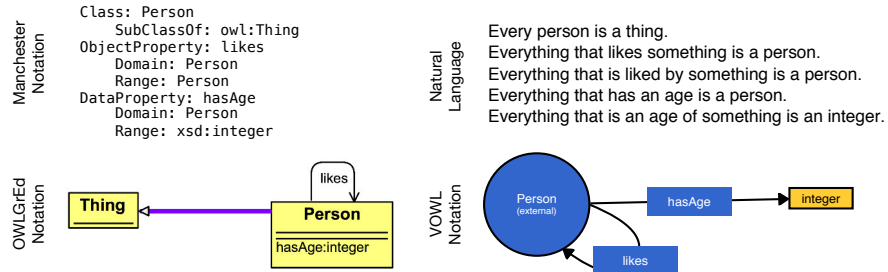 Manchester
Notation
Class: Person
SubClassOf: owl:Thing
ObjectProperty: likes
Domain: Person
Range: Person
DataProperty: hasAge
Domain: Person
Range: xsd:integer
Natural
Language
Every person is a thing.
Everything that likes something is a person.
Everything that is liked by something is a person.
Everything that has an age is a person.
Everything that is an age of something is an integer.
OWLGrEd
Notation
Thing
likes
Person
hasAge:integer
VOWL
Notation
Person
(external)
hasAge
integer
likes